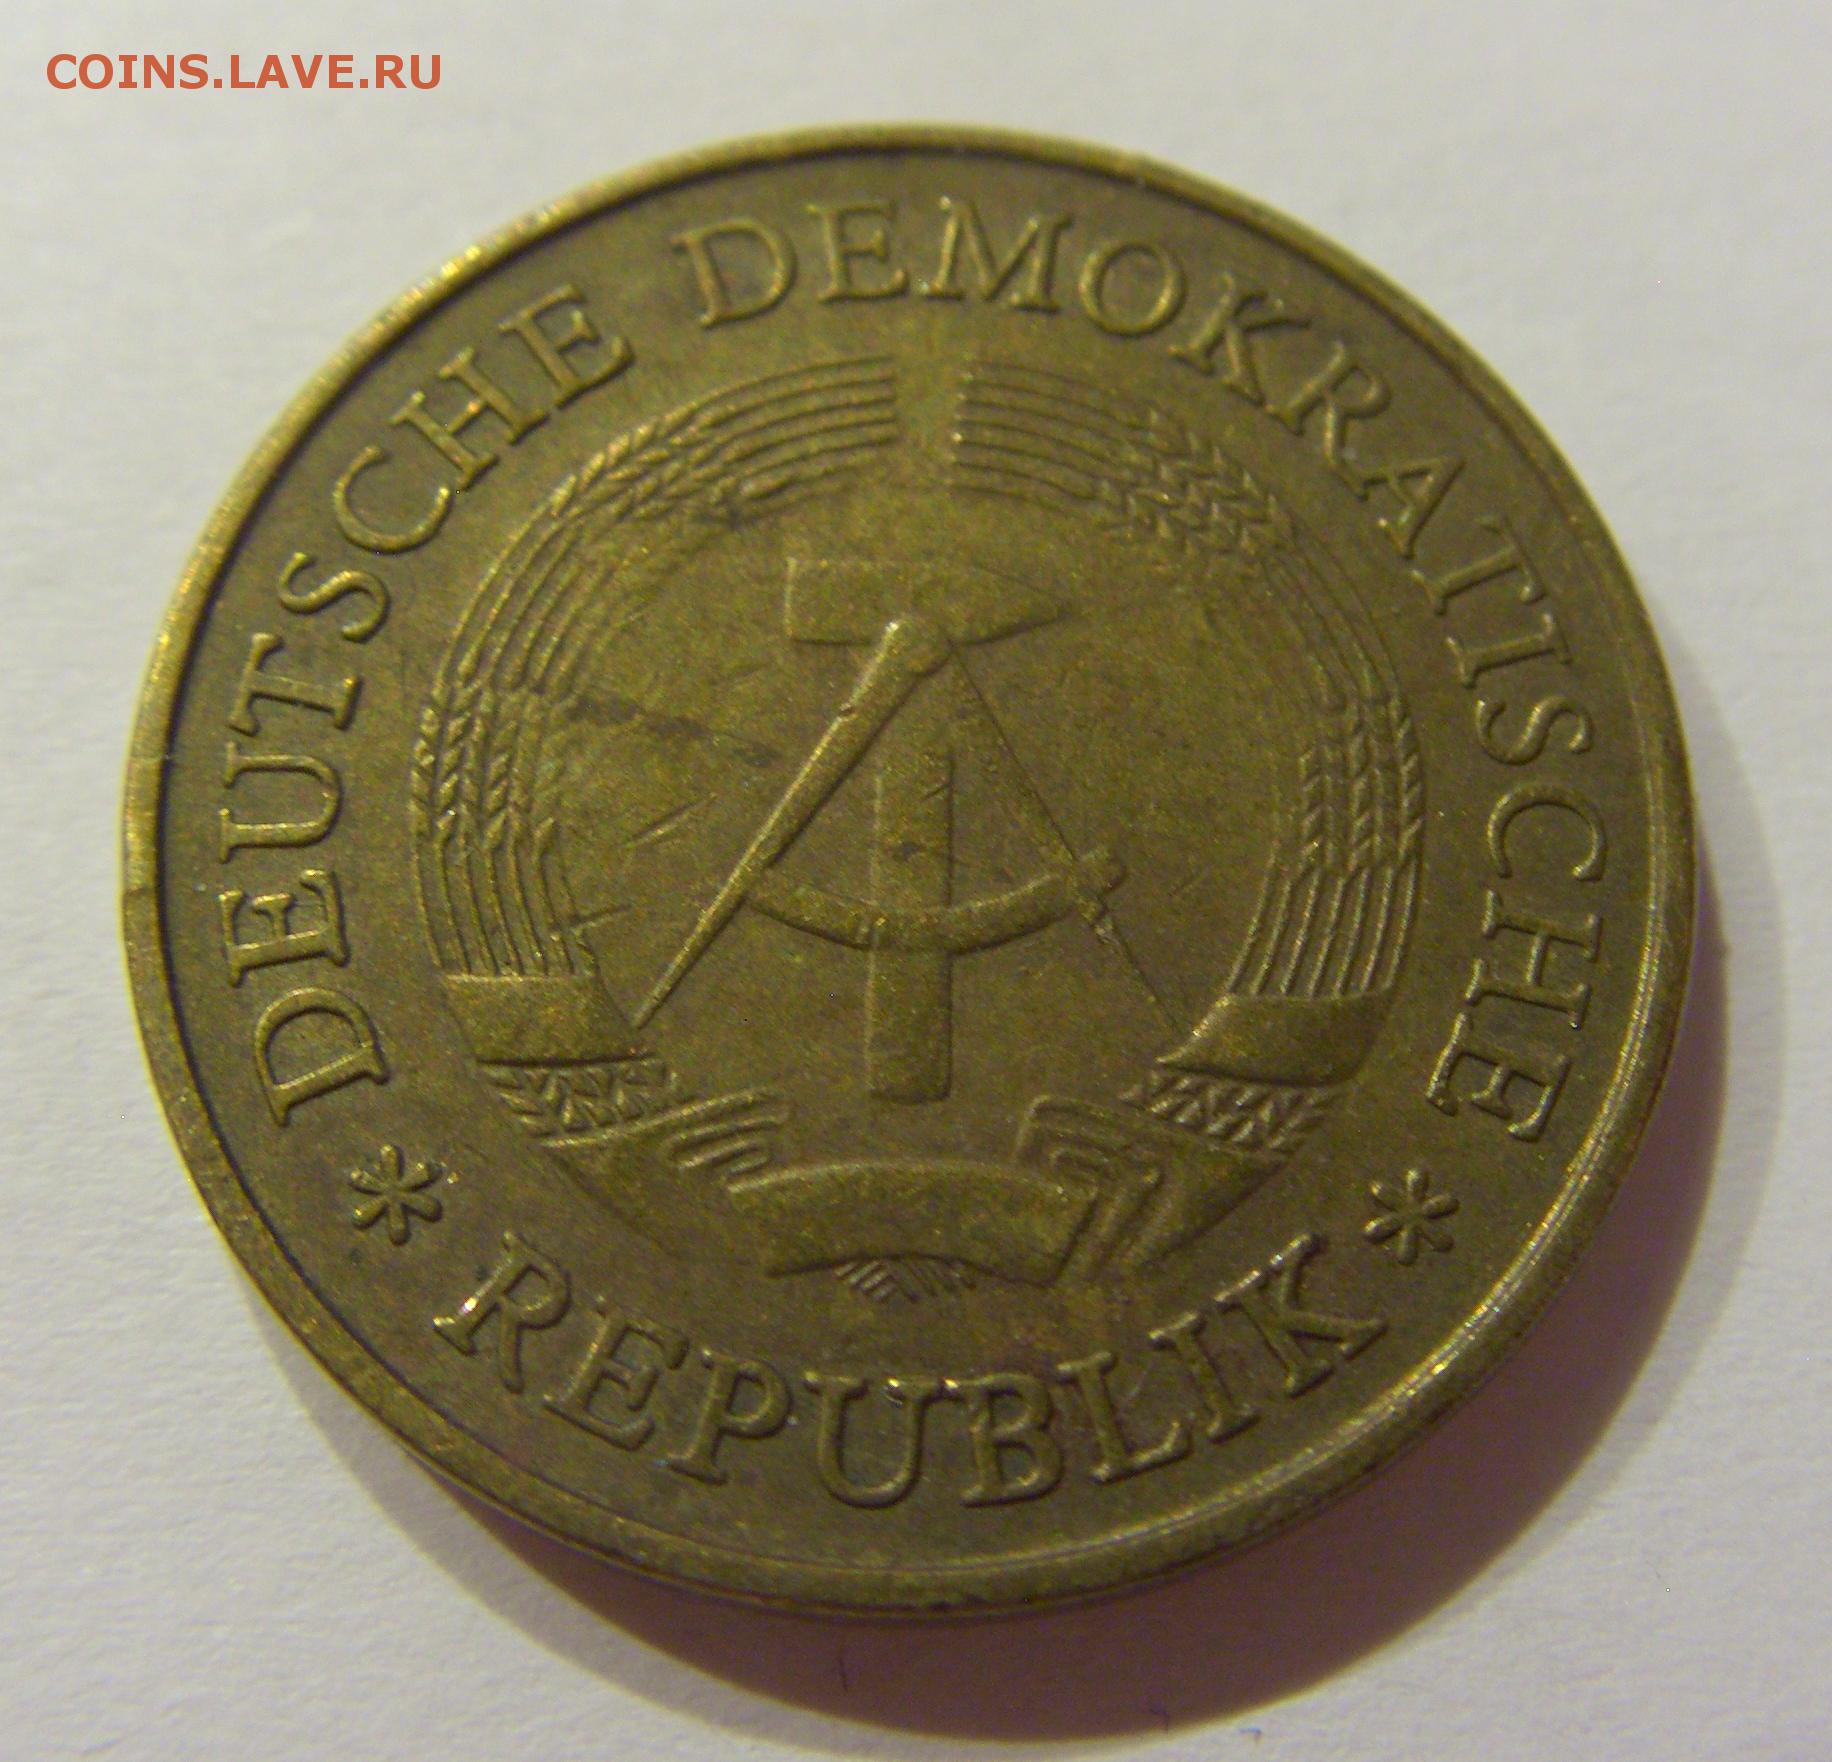 COINS.LAVE.RU
DEUTSCHE DEMOKRATISCHE
* REPUBLIK *